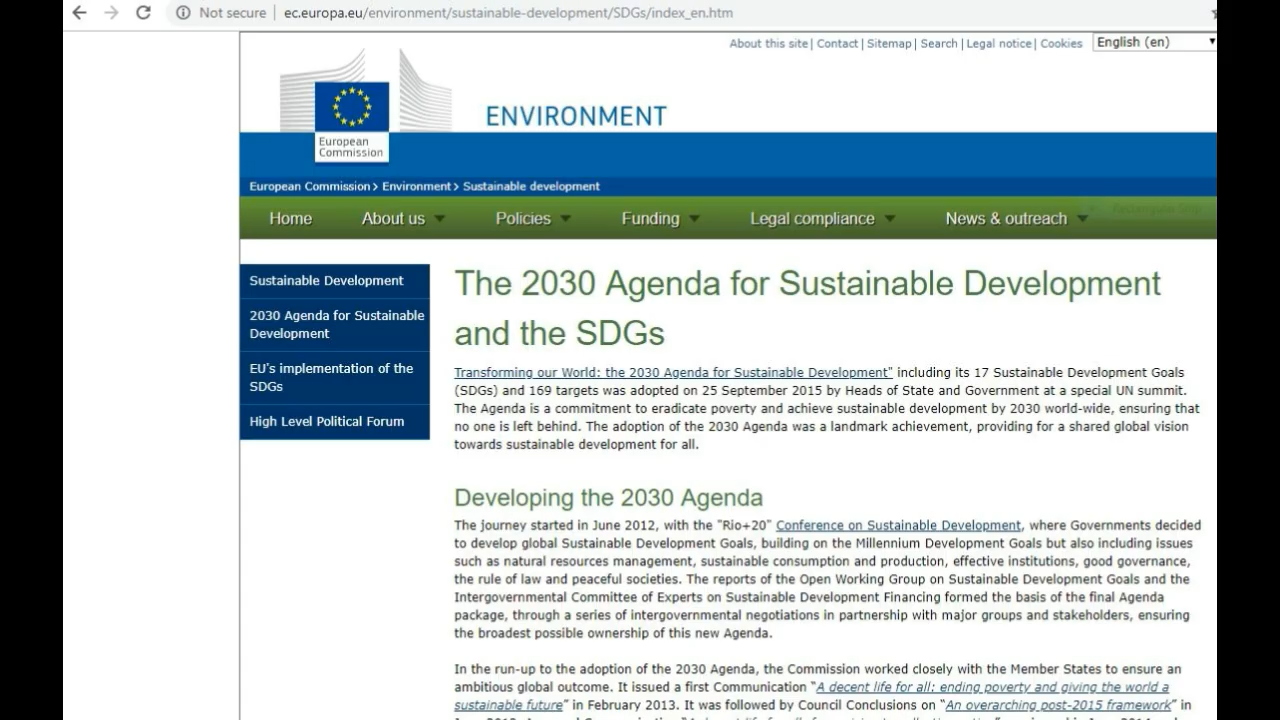 Not secure | ec.europa.eu/environment/sustainable-development/SDGs/index_en.htm
About this site | Contact | Sitemap | Search | Legal notice | Cookies English (en)
European
Commission
ENVIRONMENT
European Commission > Environment > Sustainable development
Home About us Policies Funding Legal compliance News & outreach
Sustainable Development
2030 Agenda for Sustainable
Development
EU's implementation of the
SDGs
High Level Political Forum
The 2030 Agenda for Sustainable Development
and the SDGs
Transforming our World: the 2030 Agenda for Sustainable Development" including its 17 Sustainable Development Goals
(SDGs) and 169 targets was adopted on 25 September 2015 by Heads of State and Government at a special UN summit.
The Agenda is a commitment to eradicate poverty and achieve sustainable development by 2030 world-wide, ensuring that
no one is left behind. The adoption of the 2030 Agenda was a landmark achievement, providing for a shared global vision
towards sustainable development for all.
Developing the 2030 Agenda
The journey started in June 2012, with the "Rio+20" Conference on Sustainable Development, where Governments decided
to develop global Sustainable Development Goals, building on the Millennium Development Goals but also including issues
such as natural resources management, sustainable consumption and production, effective institutions, good governance,
the rule of law and peaceful societies. The reports of the Open Working Group on Sustainable Development Goals and the
Intergovernmental Committee of Experts on Sustainable Development Financing formed the basis of the final Agenda
package, through a series of intergovernmental negotiations in partnership with major groups and stakeholders, ensuring
the broadest possible ownership of this new Agenda.
In the run-up to the adoption of the 2030 Agenda, the Commission worked closely with the Member States to ensure an
ambitious global outcome. It issued a first Communication "A decent life for all: ending poverty and giving the world a
sustainable future" in February 2013. It was followed by Council Conclusions on "An overarching post-2015 framework" in